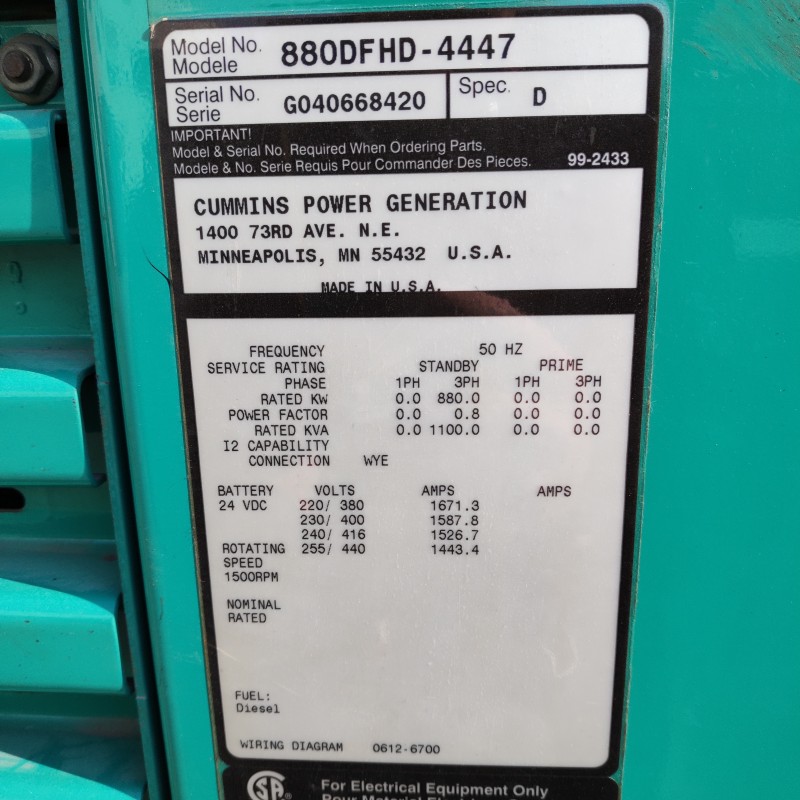 Model No. 880DFHD-4447
Modele
Serial No. G040668420 Spec. D
Serie
IMPORTANT!
Model & Serial No. Required When Ordering Parts.
Modele & No. Serie Requis Pour Commander Des Pieces. 99-2433
CUMMINS POWER GENERATION
1400 73RD AVE. N.E.
MINNEAPOLIS, MN 55432 U.S.A.
MADE IN U.S.A.
FREQUENCY 50 HZ
SERVICE RATING STANDBY PRIME
PHASE 1PH 3PH 1PH 3PH
RATED KW 0.0 880.0 0.0 0.0
POWER FACTOR 0.0 0.8 0.0 0.0
RATED KVA 0.0 1100.0 0.0 0.0
I2 CAPABILITY
CONNECTION WYE
BATTERY VOLTS AMPS AMPS
24 VDC 220/ 380 1671.3
230/ 400 1587.8
240/ 416 1526.7
ROTATING 255/ 440 1443.4
SPEED
1500RPM
NOMINAL
RATED
FUEL:
Diesel
WIRING DIAGRAM 0612-6700
SA ® For Electrical Equipment Only